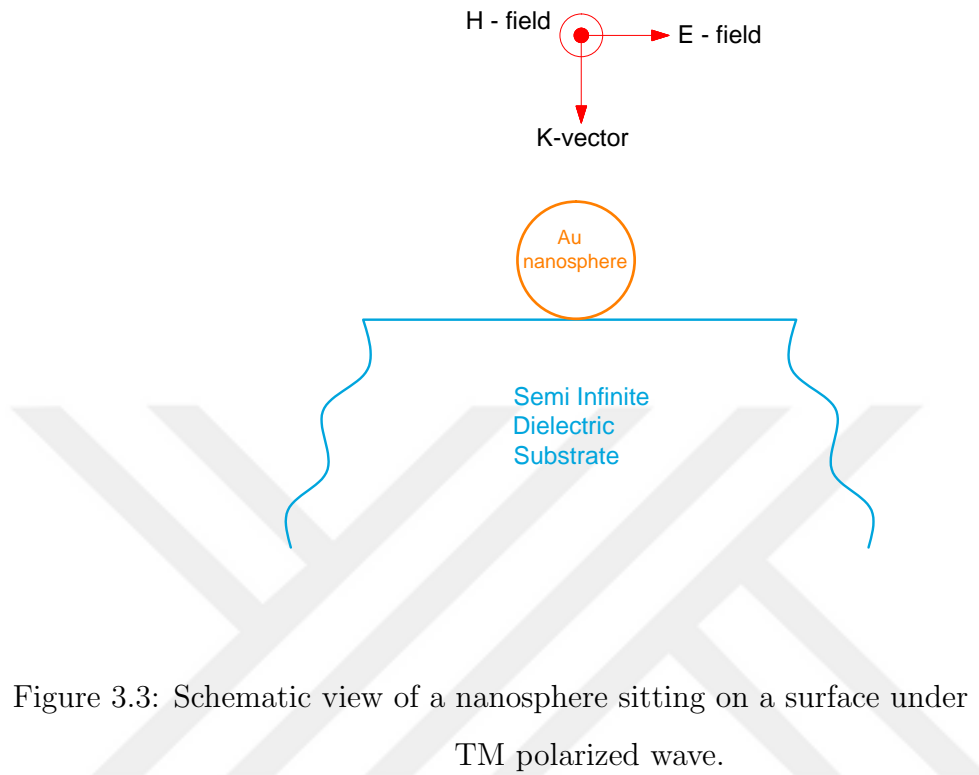 H - field
E - field
K-vector
Au
nanosphere
Semi Infinite
Dielectric
Substrate
Figure 3.3: Schematic view of a nanosphere sitting on a surface under
TM polarized wave.